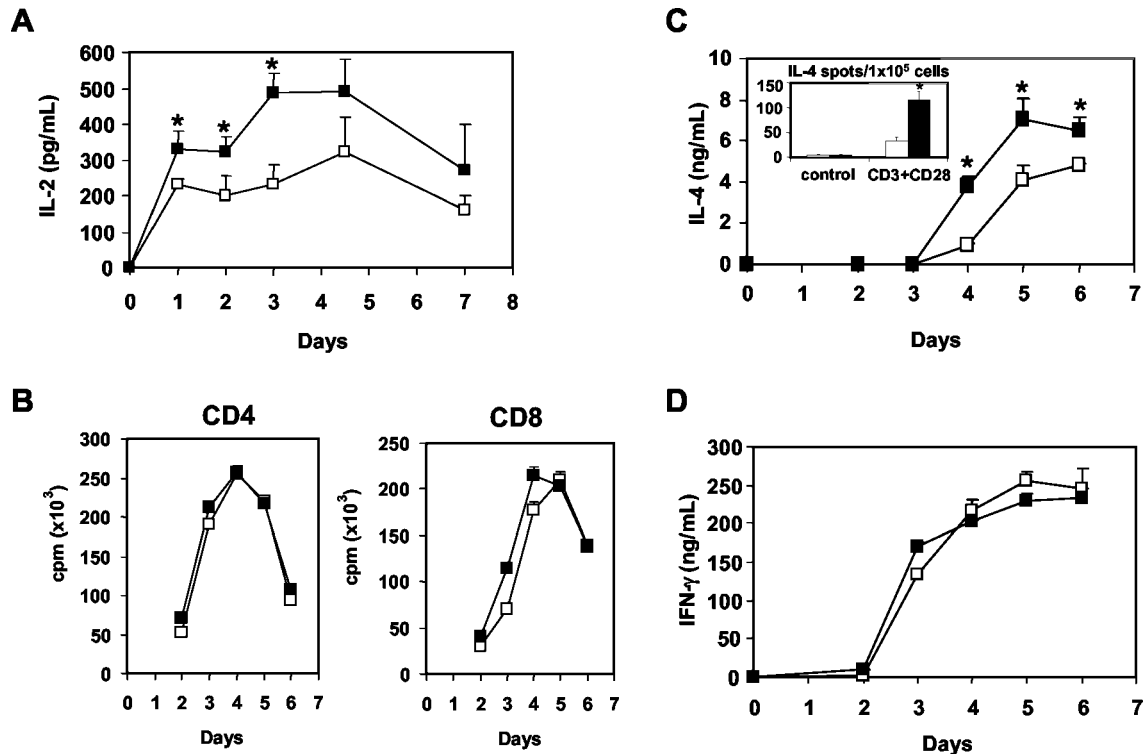 A
600
500
400
300
200
100
0
IL-2 (pg/mL)
* * *
0 1 2 3 4 5 6 7 8
Days
C
10
8
6
4
2
0
IL-4 (ng/mL)
IL-4 spots/1x10⁵ cells
150
100
50
0
*
control CD3+CD28
* * *
0 1 2 3 4 5 6 7
Days
B
CD4
300
250
200
150
100
50
0
cpm (x10³)
0 1 2 3 4 5 6 7
Days
CD8
250
200
150
100
50
0
cpm (x10³)
0 1 2 3 4 5 6 7
Days
D
300
250
200
150
100
50
0
IFN-γ (ng/mL)
0 1 2 3 4 5 6 7
Days